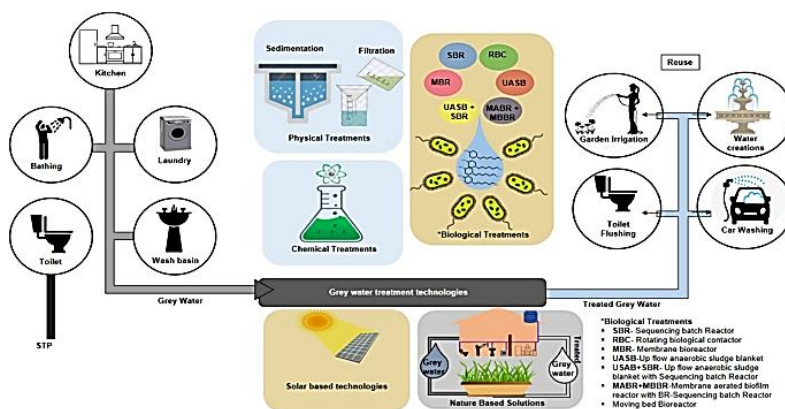 Kitchen
Bathing
Laundry
Toilet
Wash basin
STP
Grey Water
Sedimentation
Filtration
Physical Treatments
Chemical Treatments
SBR
RBC
MBR
UASB
UASB +
SBR
MABR +
MBBR
*Biological Treatments
Grey water treatment technologies
Solar based technologies
Grey
water
Treated
Grey
water
Nature Based Solutions
Treated Grey Water
Reuse
Garden Irrigation
Water
creations
Toilet
Flushing
Car Washing
*Biological Treatments
• SBR- Sequencing batch Reactor
• RBC- Rotating biological contactor
• MBR- Membrane bioreactor
• UASB-Up flow anaerobic sludge blanket
• USAB+SBR- Up flow anaerobic sludge
blanket with Sequencing batch Reactor
• MABR+MBBR-Membrane aerated biofilm
reactor with BR-Sequencing batch Reactor
• Moving bed Bioreactor